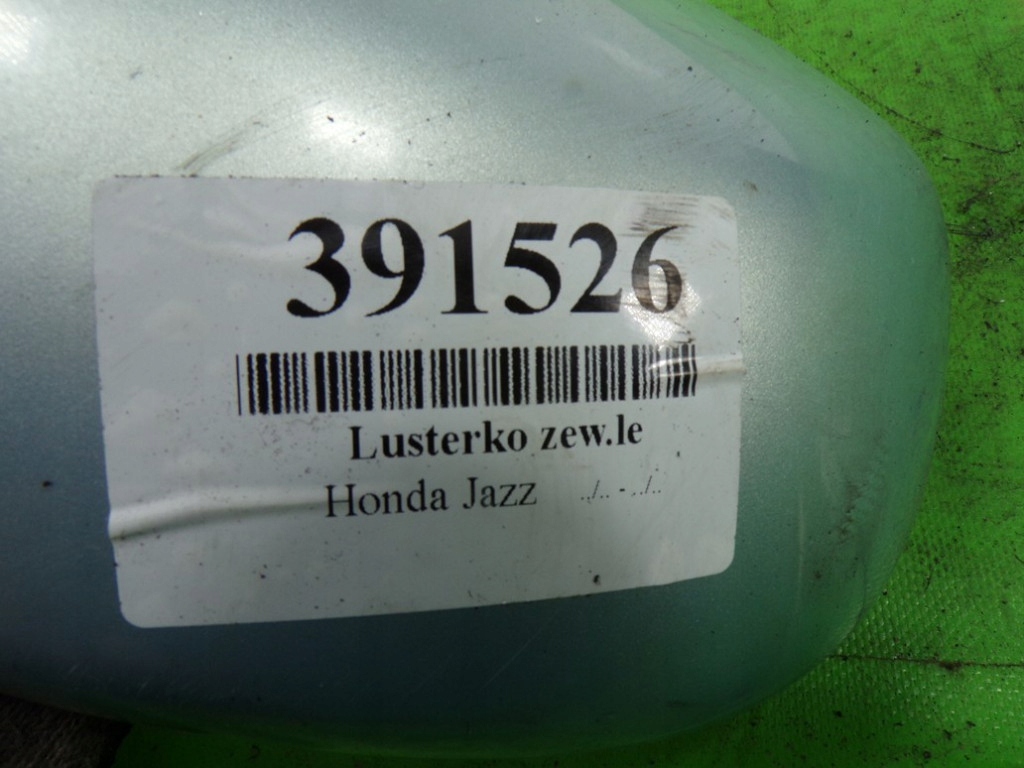 391526
Lusterko zew.le
Honda Jazz ../.. - ../..